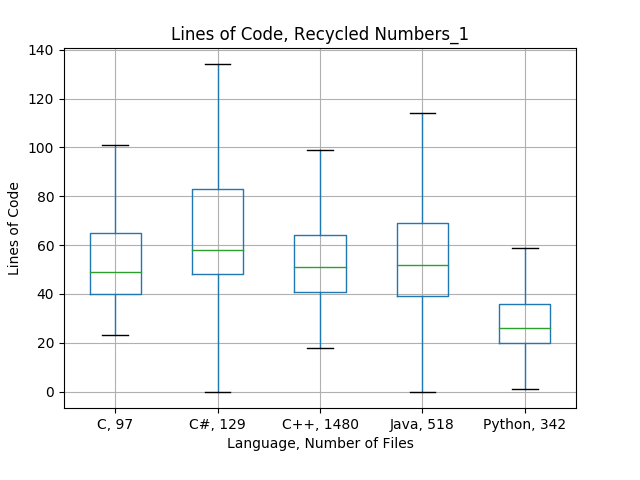 Lines of Code, Recycled Numbers_1
140
120
100
80
60
40
20
0
Lines of Code
C, 97 C#, 129 C++, 1480 Java, 518 Python, 342
Language, Number of Files